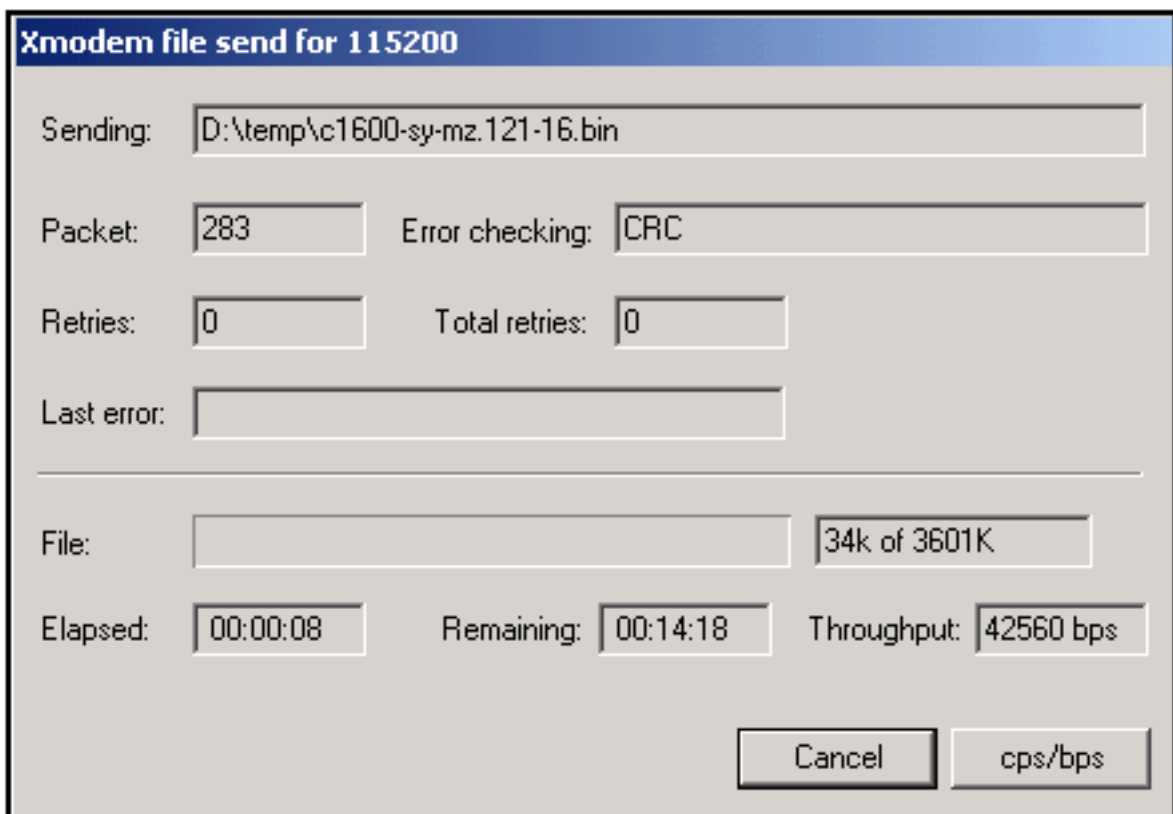 Xmodem file send for 115200
Sending: D:\temp\c1600-sy-mz.121-16.bin
Packet: 283 Error checking: CRC
Retries: 0 Total retries: 0
Last error:
File: 34k of 3601K
Elapsed: 00:00:08 Remaining: 00:14:18 Throughput: 42560 bps
Cancel cps/bps